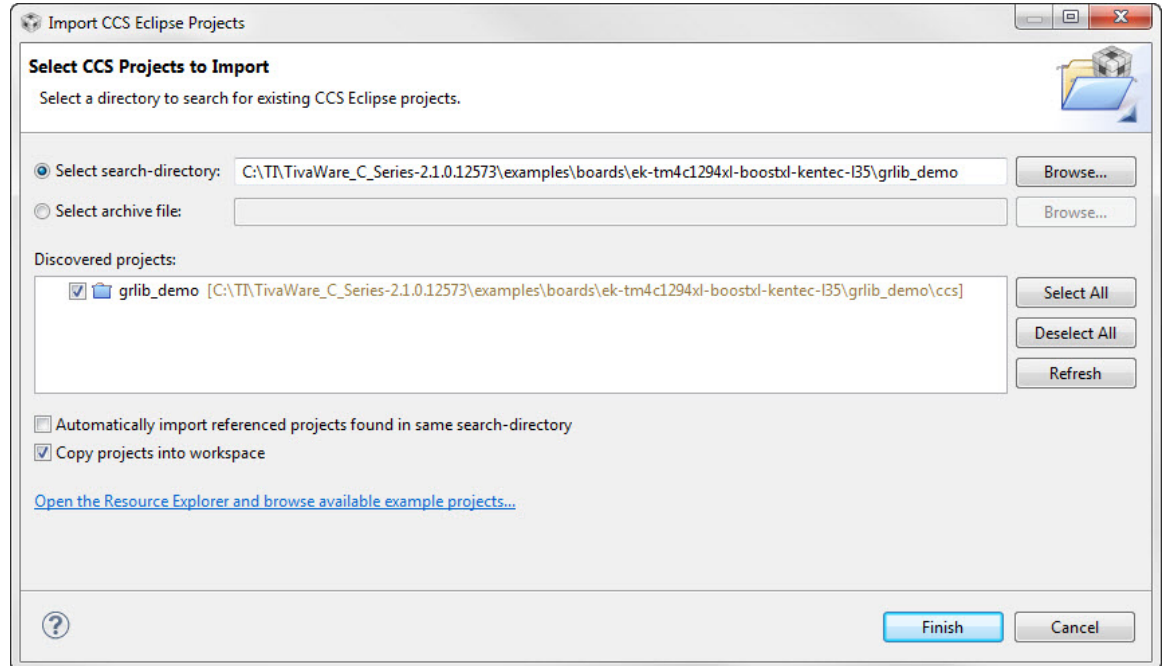 Import CCS Eclipse Projects
Select CCS Projects to Import
Select a directory to search for existing CCS Eclipse projects.
Select search-directory: C:\TI\TivaWare_C_Series-2.1.0.12573\examples\boards\ek-tm4c1294xl-boostxl-kentec-l35\grlib_demo Browse...
Select archive file: Browse...
Discovered projects:
grlib_demo [C:\TI\TivaWare_C_Series-2.1.0.12573\examples\boards\ek-tm4c1294xl-boostxl-kentec-l35\grlib_demo\ccs] Select All
Deselect All
Refresh
Automatically import referenced projects found in same search-directory
Copy projects into workspace
Open the Resource Explorer and browse available example projects...
? Finish Cancel